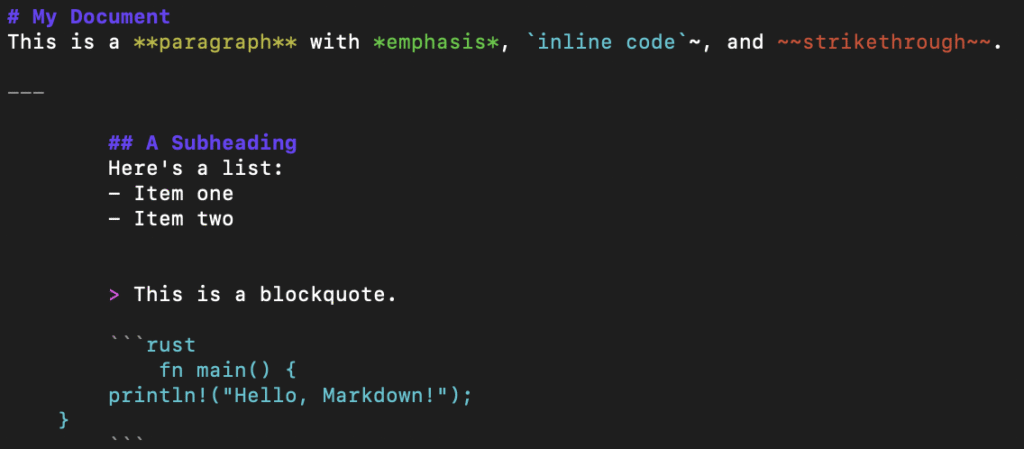 # My Document
This is a **paragraph** with *emphasis*, `inline code`~, and ~~strikethrough~~.
———
## A Subheading
Here's a list:
– Item one
– Item two
> This is a blockquote.
```rust
fn main() {
println!("Hello, Markdown!");
}
```